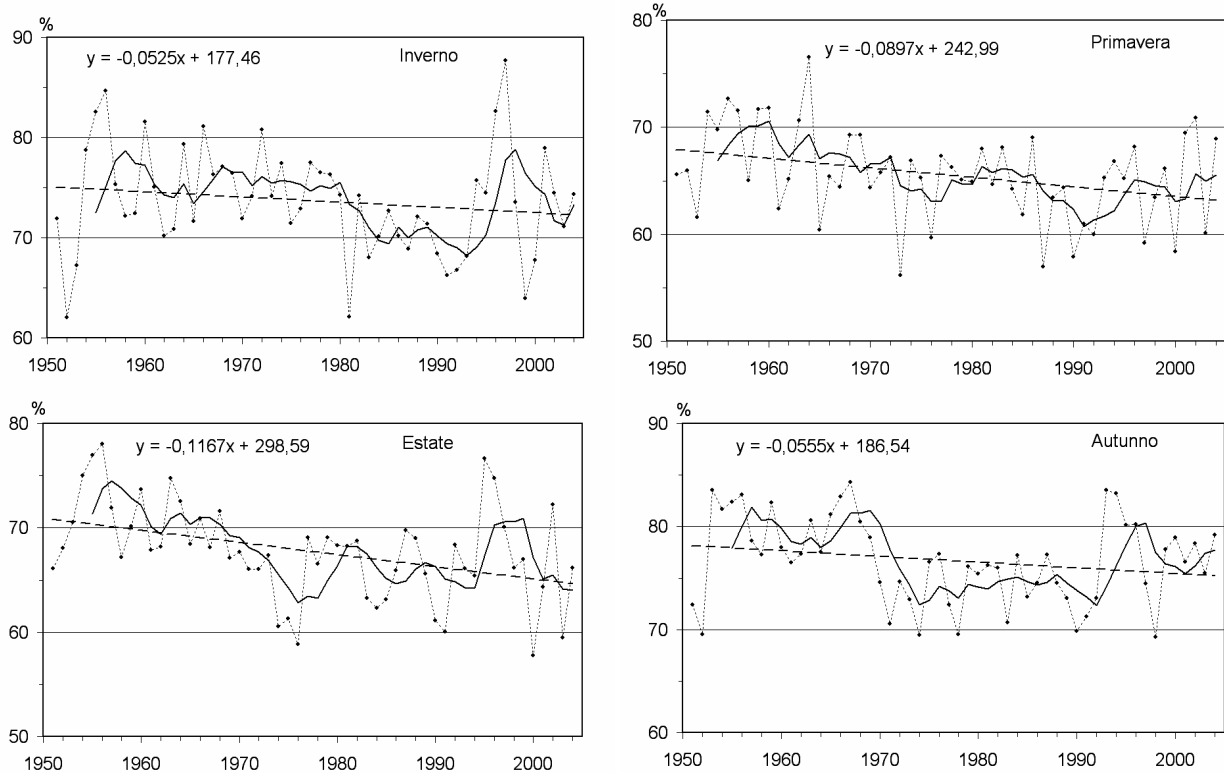 %
90
80
70
60
y = -0,0525x + 177,46
Inverno
1950 1960 1970 1980 1990 2000
%
80
70
60
50
y = -0,0897x + 242,99
Primavera
1950 1960 1970 1980 1990 2000
%
80
70
60
50
y = -0,1167x + 298,59
Estate
1950 1960 1970 1980 1990 2000
%
90
80
70
60
y = -0,0555x + 186,54
Autunno
1950 1960 1970 1980 1990 2000